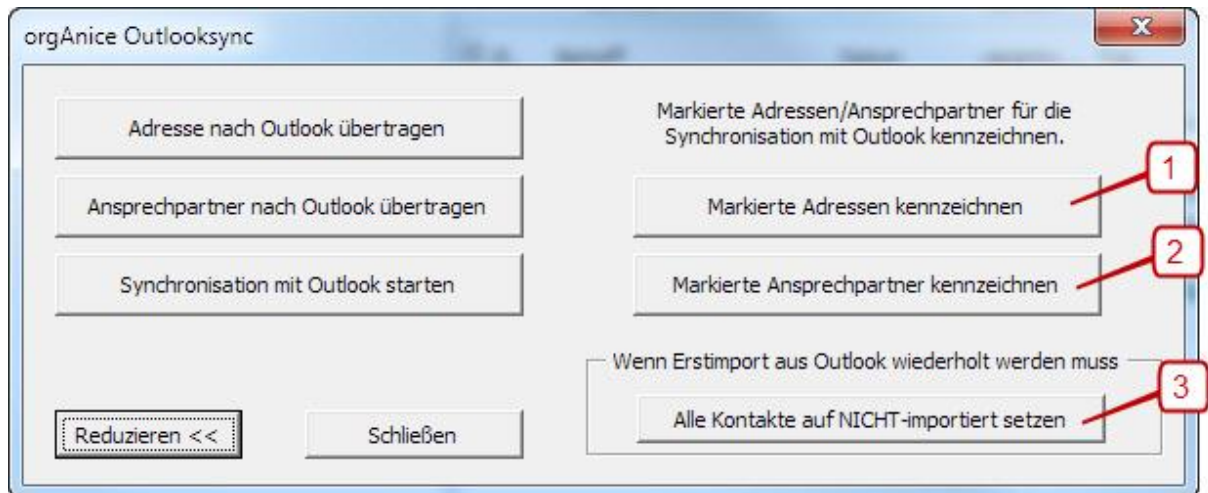 orgAnice Outlooksync
Adresse nach Outlook übertragen
Ansprechpartner nach Outlook übertragen
Synchronisation mit Outlook starten
Reduzieren <<
Schließen
Markierte Adressen/Ansprechpartner für die
Synchronisation mit Outlook kennzeichnen.
1
Markierte Adressen kennzeichnen
2
Markierte Ansprechpartner kennzeichnen
Wenn Erstimport aus Outlook wiederholt werden muss
3
Alle Kontakte auf NICHT-importiert setzen